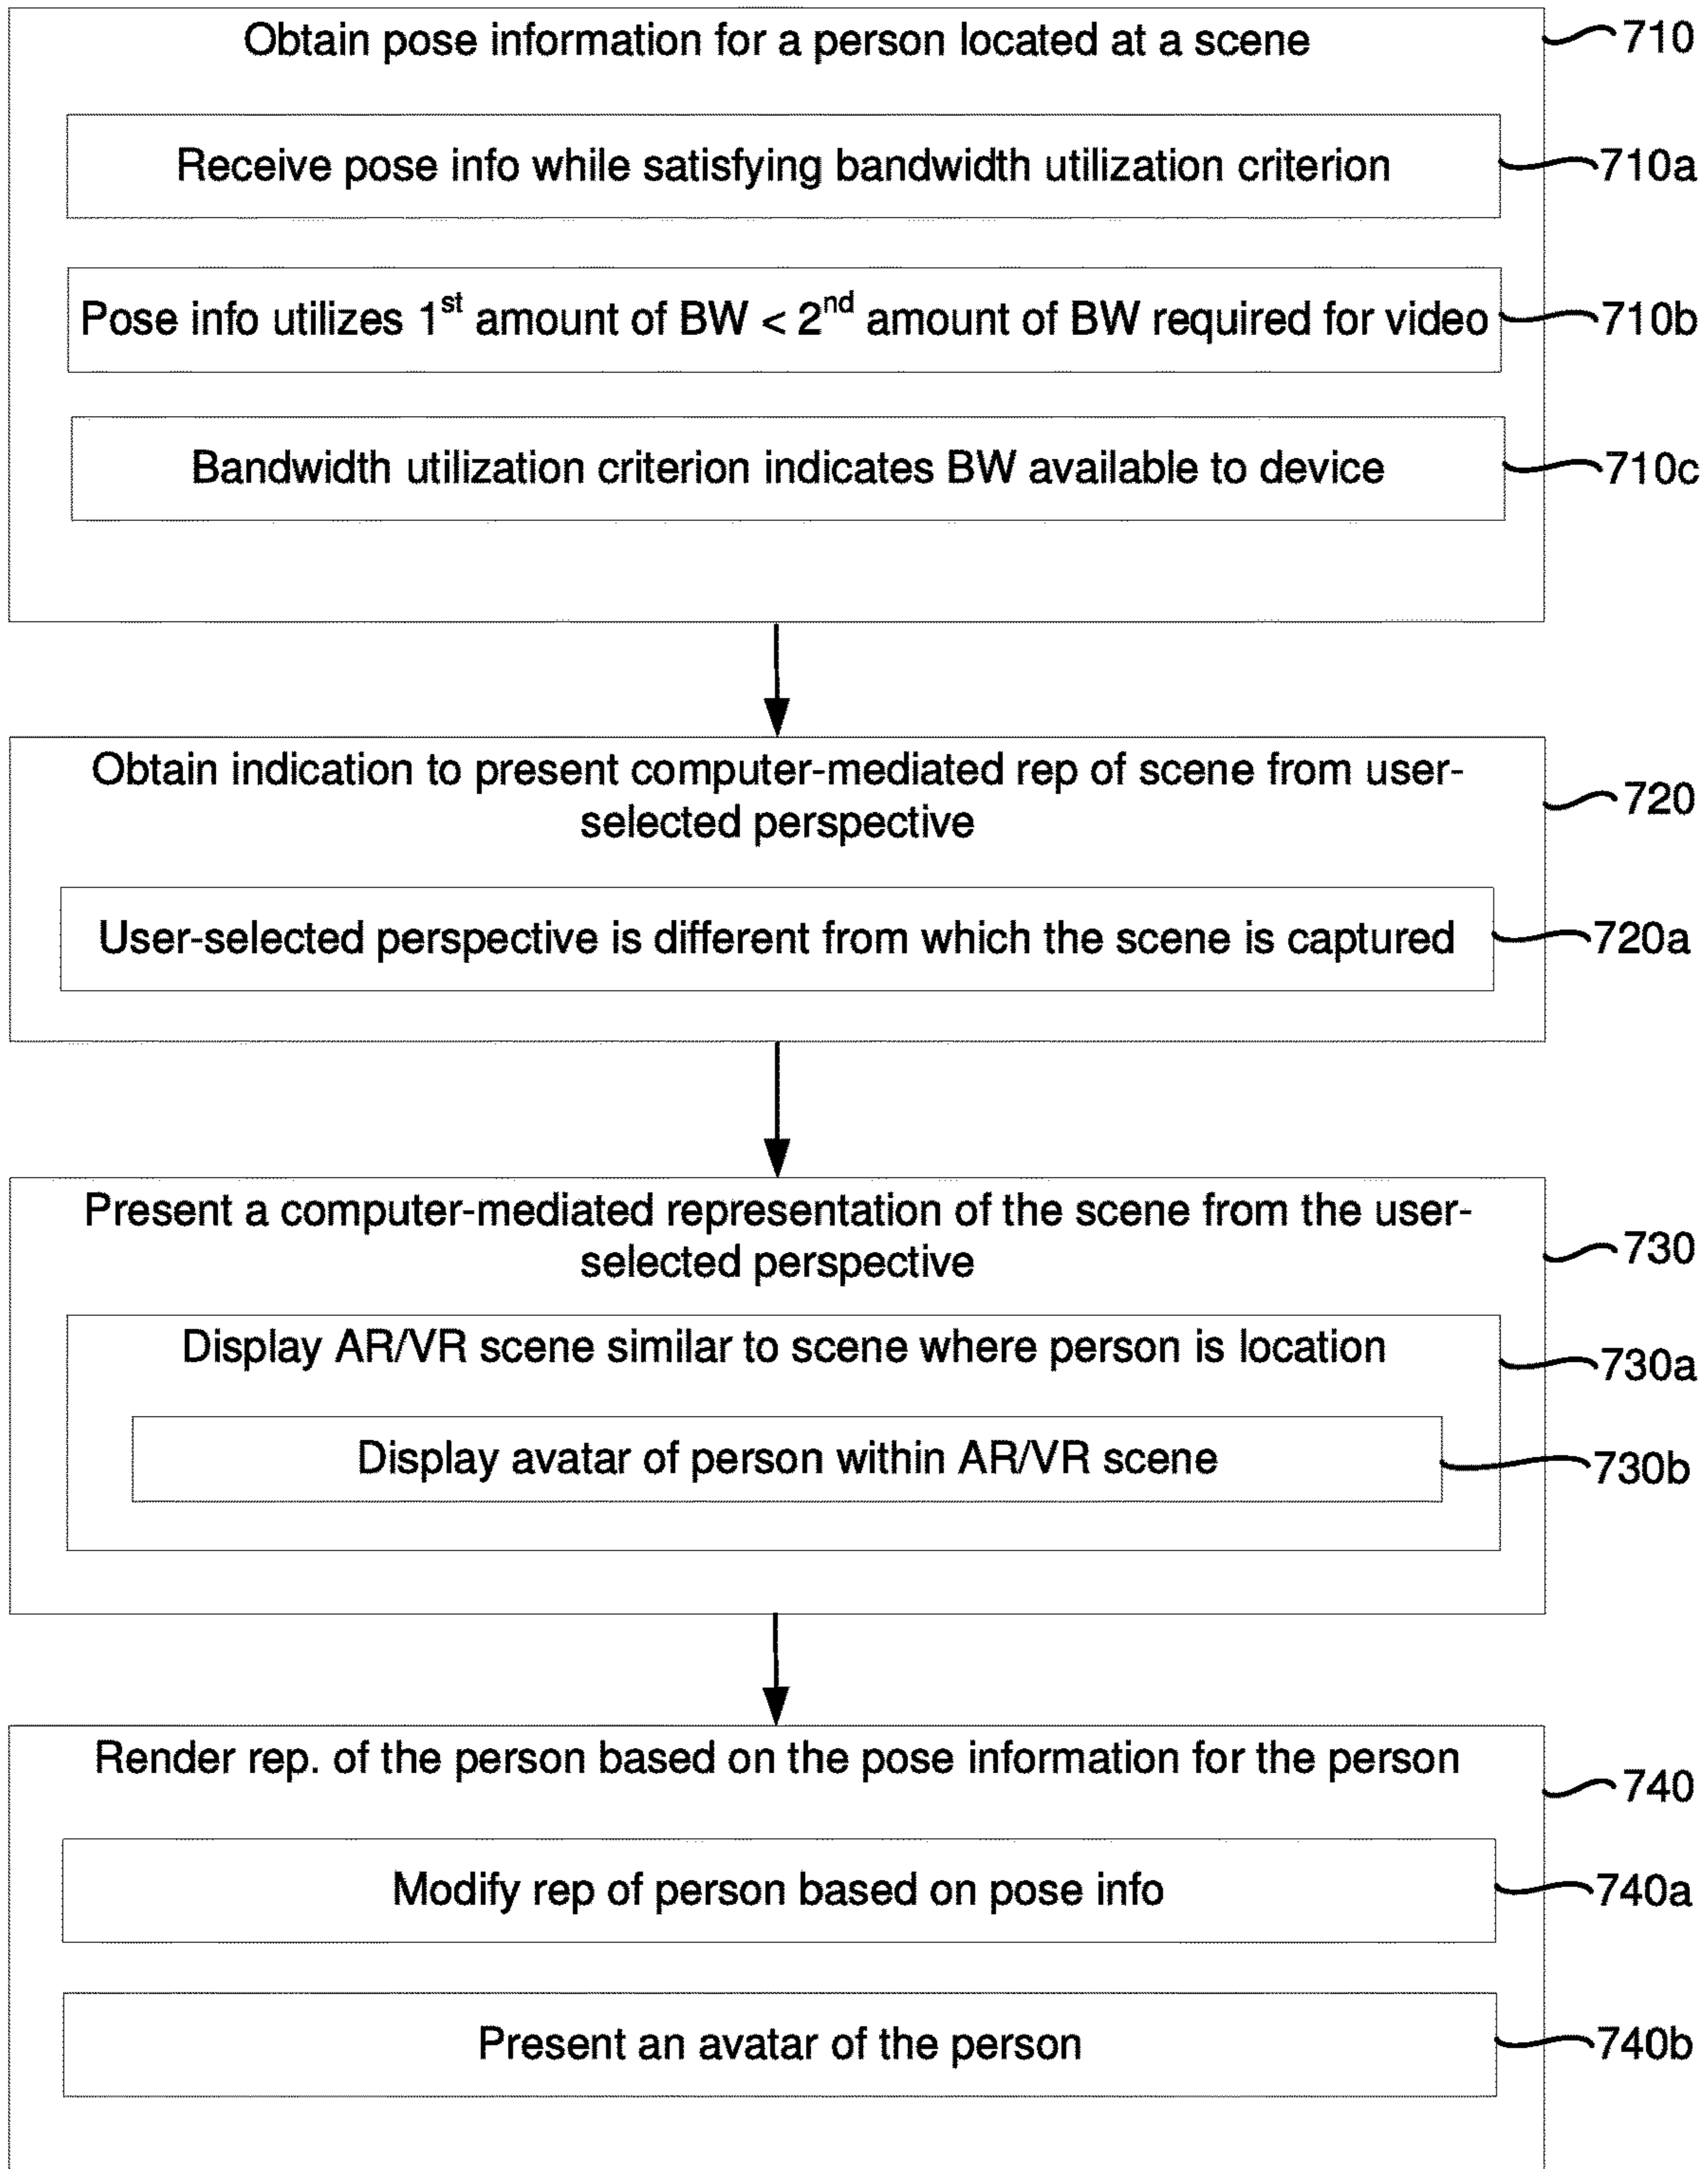 Obtain pose information for a person located at a scene
710
Receive pose info while satisfying bandwidth utilization criterion
710a
Pose info utilizes 1st amount of BW < 2nd amount of BW required for video
710b
Bandwidth utilization criterion indicates BW available to device
710c
Obtain indication to present computer-mediated rep of scene from user-
selected perspective
720
User-selected perspective is different from which the scene is captured
720a
Present a computer-mediated representation of the scene from the user-
selected perspective
730
Display AR/VR scene similar to scene where person is location
730a
Display avatar of person within AR/VR scene
730b
Render rep. of the person based on the pose information for the person
740
Modify rep of person based on pose info
740a
Present an avatar of the person
740b